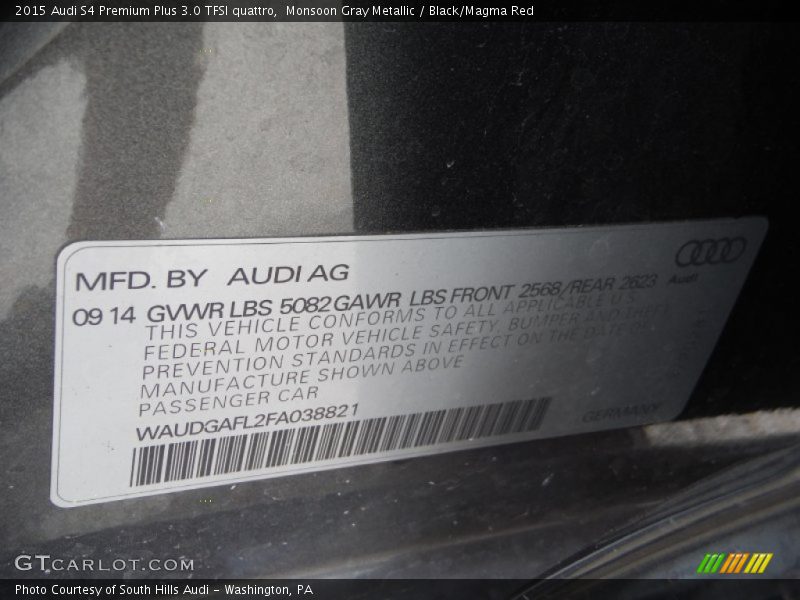 2015 Audi S4 Premium Plus 3.0 TFSI quattro,  Monsoon Gray Metallic / Black/Magma Red
MFD. BY AUDI AG
Audi
09 14 GVWR LBS 5082 GAWR LBS FRONT 2568/REAR 2623
THIS VEHICLE CONFORMS TO ALL APPLICABLE U.S.
FEDERAL MOTOR VEHICLE SAFETY, BUMPER AND THEFT
PREVENTION STANDARDS IN EFFECT ON THE DATE
MANUFACTURE SHOWN ABOVE
PASSENGER CAR
WAUDGAFL2FA038821
GERMANY
GTCARLOT.COM
Photo Courtesy of South Hills Audi - Washington, PA